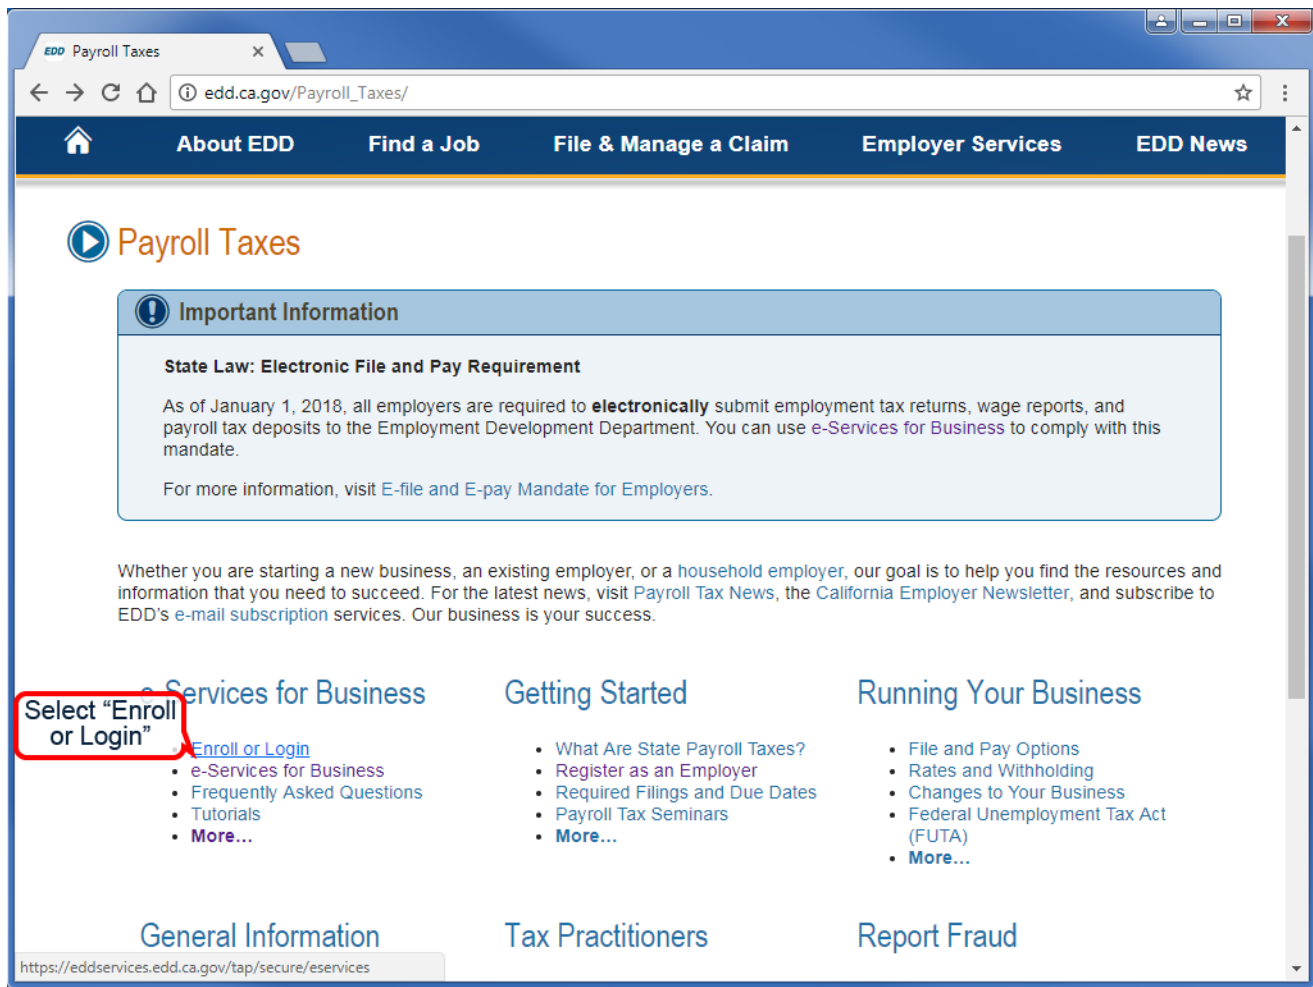 EDD Payroll Taxes
edd.ca.gov/Payroll_Taxes/
About EDD Find a Job File & Manage a Claim Employer Services EDD News
Payroll Taxes
Important Information
State Law: Electronic File and Pay Requirement
As of January 1, 2018, all employers are required to electronically submit employment tax returns, wage reports, and
payroll tax deposits to the Employment Development Department. You can use e-Services for Business to comply with this
mandate.
For more information, visit E-file and E-pay Mandate for Employers.
Whether you are starting a new business, an existing employer, or a household employer, our goal is to help you find the resources and
information that you need to succeed. For the latest news, visit Payroll Tax News, the California Employer Newsletter, and subscribe to
EDD's e-mail subscription services. Our business is your success.
e-Services for Business
Select “Enroll
or Login”
• Enroll or Login
• e-Services for Business
• Frequently Asked Questions
• Tutorials
• More...
Getting Started
• What Are State Payroll Taxes?
• Register as an Employer
• Required Filings and Due Dates
• Payroll Tax Seminars
• More...
Running Your Business
• File and Pay Options
• Rates and Withholding
• Changes to Your Business
• Federal Unemployment Tax Act
(FUTA)
• More...
General Information
Tax Practitioners
Report Fraud
https://eddservices.edd.ca.gov/tap/secure/eservices